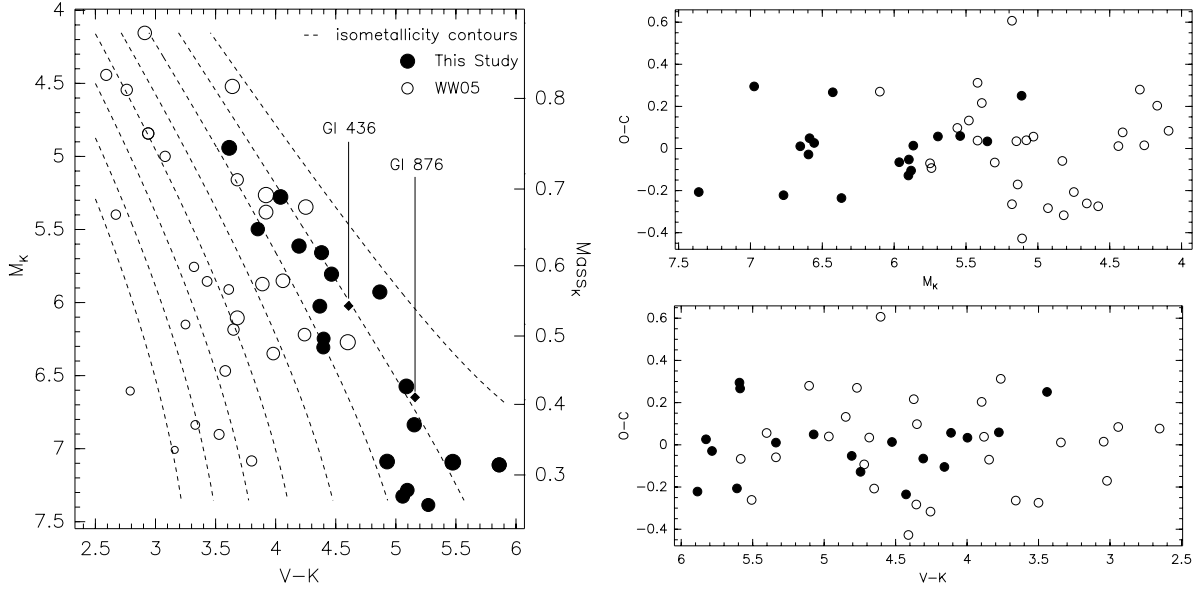 4
4.5
5
5.5
6
6.5
7
7.5
M_K
2.5 3 3.5 4 4.5 5 5.5 6
V−K
0.8
0.7
0.6
0.5
0.4
0.3
Mass_K
isometallicity contours
This Study
WW05
Gl 436
Gl 876
0.6
0.4
0.2
0
−0.2
−0.4
O−C
7.5 7 6.5 6 5.5 5 4.5 4
M_K
0.6
0.4
0.2
0
−0.2
−0.4
O−C
6 5.5 5 4.5 4 3.5 3 2.5
V−K